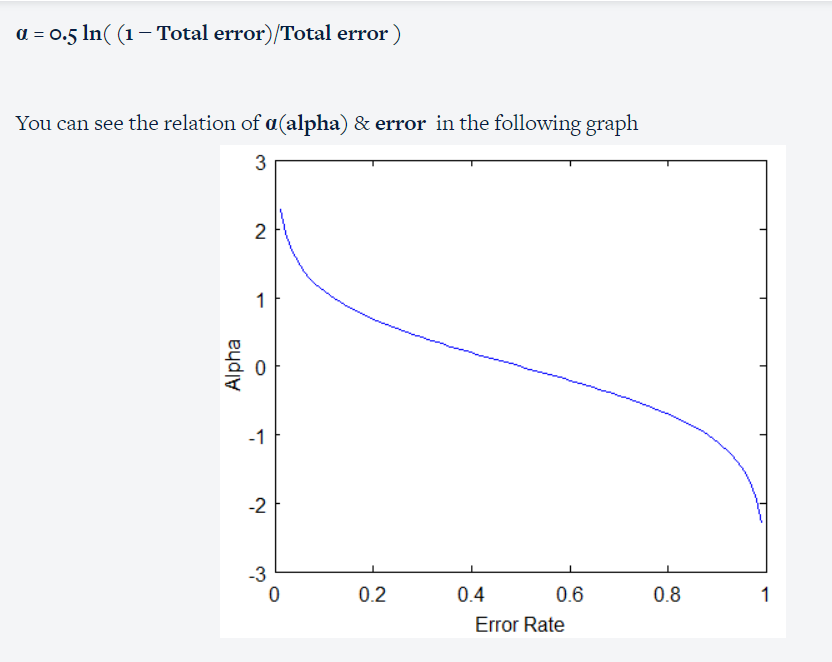 α = 0.5 ln( (1 − Total error)/Total error )
You can see the relation of α(alpha) & error in the following graph
3
2
1
0
-1
-2
-3
Alpha
0 0.2 0.4 0.6 0.8 1
Error Rate